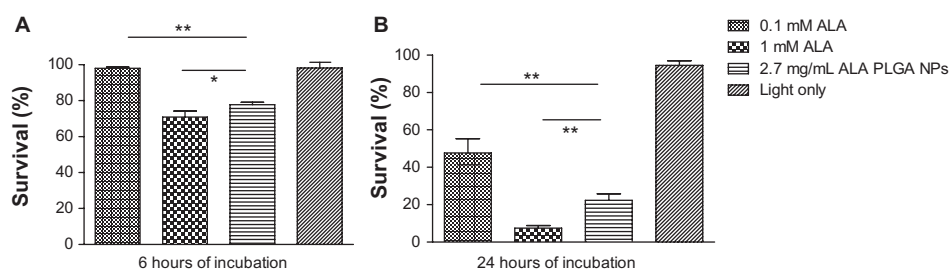 A
Survival (%)
100
80
60
40
20
0
**
*
6 hours of incubation
B
Survival (%)
100
80
60
40
20
0
**
**
24 hours of incubation
0.1 mM ALA
1 mM ALA
2.7 mg/mL ALA PLGA NPs
Light only